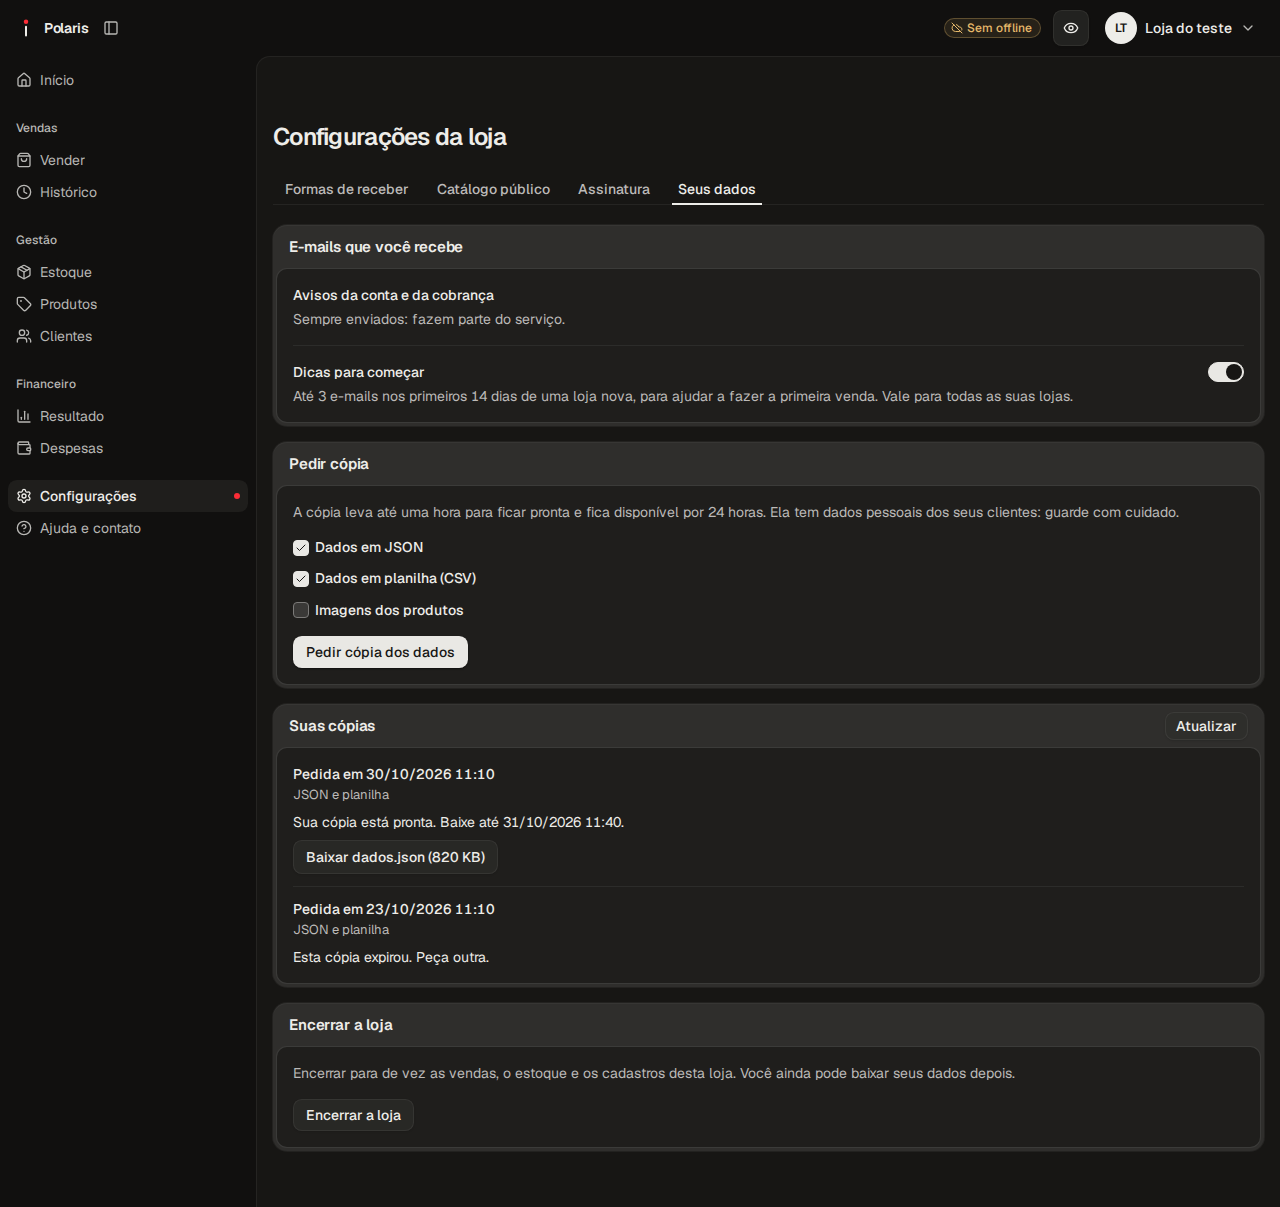 Polaris
Sem offline
LT
Loja do teste
Início
Vendas
Vender
Histórico
Gestão
Estoque
Produtos
Clientes
Financeiro
Resultado
Despesas
Configurações
Ajuda e contato
Configurações da loja
Formas de receber
Catálogo público
Assinatura
Seus dados
E-mails que você recebe
Avisos da conta e da cobrança
Sempre enviados: fazem parte do serviço.
Dicas para começar
Até 3 e-mails nos primeiros 14 dias de uma loja nova, para ajudar a fazer a primeira venda. Vale para todas as suas lojas.
Pedir cópia
A cópia leva até uma hora para ficar pronta e fica disponível por 24 horas. Ela tem dados pessoais dos seus clientes: guarde com cuidado.
Dados em JSON
Dados em planilha (CSV)
Imagens dos produtos
Pedir cópia dos dados
Suas cópias
Atualizar
Pedida em 30/10/2026 11:10
JSON e planilha
Sua cópia está pronta. Baixe até 31/10/2026 11:40.
Baixar dados.json (820 KB)
Pedida em 23/10/2026 11:10
JSON e planilha
Esta cópia expirou. Peça outra.
Encerrar a loja
Encerrar para de vez as vendas, o estoque e os cadastros desta loja. Você ainda pode baixar seus dados depois.
Encerrar a loja